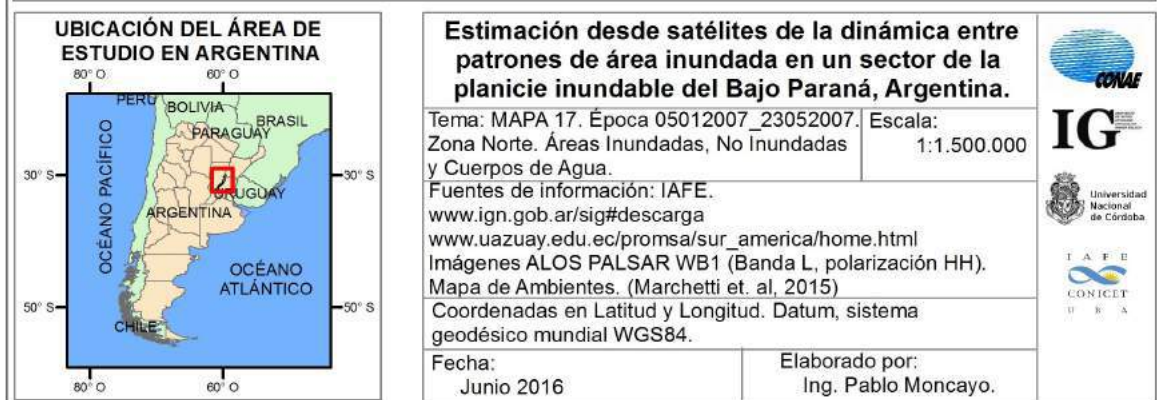 UBICACIÓN DEL ÁREA DE
ESTUDIO EN ARGENTINA
80° O
60° O
PERÚ
BOLIVIA
BRASIL
PARAGUAY
OCÉANO PACÍFICO
30° S
30° S
URUGUAY
ARGENTINA
OCÉANO
ATLÁNTICO
50° S
50° S
CHILE
80° O
60° O
Estimación desde satélites de la dinámica entre
patrones de área inundada en un sector de la
planicie inundable del Bajo Paraná, Argentina.
Tema: MAPA 17. Época 05012007_23052007.
Zona Norte. Áreas Inundadas, No Inundadas
y Cuerpos de Agua.
Escala:
1:1.500.000
Fuentes de información: IAFE.
www.ign.gob.ar/sig#descarga
www.uazuay.edu.ec/promsa/sur_america/home.html
Imágenes ALOS PALSAR WB1 (Banda L, polarización HH).
Mapa de Ambientes. (Marchetti et. al, 2015)
Coordenadas en Latitud y Longitud. Datum, sistema
geodésico mundial WGS84.
Fecha:
Junio 2016
Elaborado por:
Ing. Pablo Moncayo.
CONAE
IG
Universidad
Nacional
de Córdoba
I A F E
CONICET
U B A